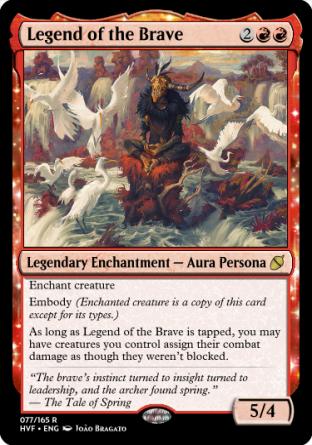 Legend of the Brave 2
Legendary Enchantment — Aura Persona
Enchant creature
Embody (Enchanted creature is a copy of this card
except for its types.)
As long as Legend of the Brave is tapped, you may
have creatures you control assign their combat
damage as though they weren't blocked.
"The brave's instinct turned to insight turned to
leadership, and the archer found spring."
— The Tale of Spring
077/165 R
HVF • ENG João Bragato
5/4